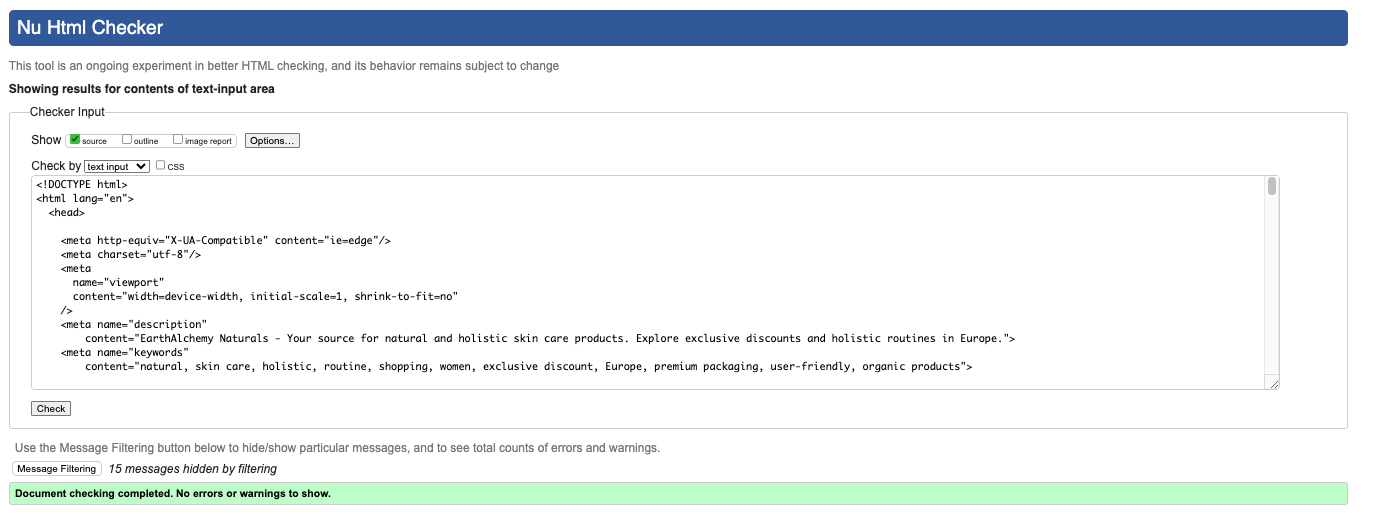 Nu Html Checker
This tool is an ongoing experiment in better HTML checking, and its behavior remains subject to change
Showing results for contents of text-input area
Checker Input
Show source outline image report Options...
Check by text input css
<!DOCTYPE html>
<html lang="en">
<head>
<meta http-equiv="X-UA-Compatible" content="ie=edge"/>
<meta charset="utf-8"/>
<meta
name="viewport"
content="width=device-width, initial-scale=1, shrink-to-fit=no"
/>
<meta name="description"
content="EarthAlchemy Naturals - Your source for natural and holistic skin care products. Explore exclusive discounts and holistic routines in Europe.">
<meta name="keywords"
content="natural, skin care, holistic, routine, shopping, women, exclusive discount, Europe, premium packaging, user-friendly, organic products">
Check
Use the Message Filtering button below to hide/show particular messages, and to see total counts of errors and warnings.
Message Filtering 15 messages hidden by filtering
Document checking completed. No errors or warnings to show.